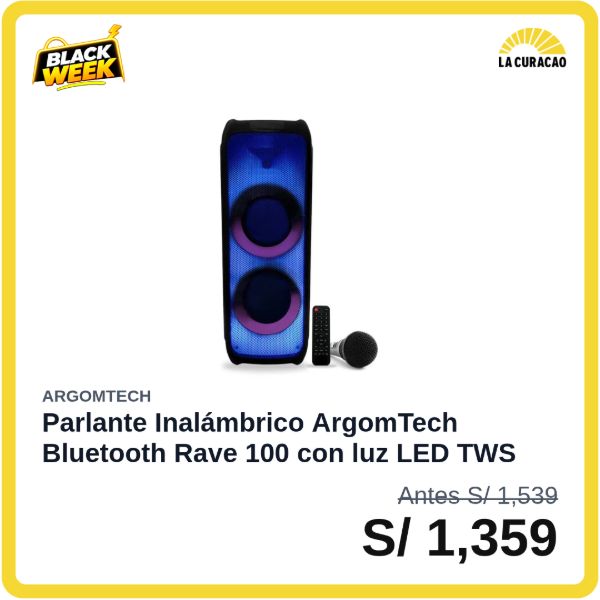 BLACK
WEEK
LA CURACAO
ARGOMTECH
Parlante Inalámbrico ArgomTech
Bluetooth Rave 100 con luz LED TWS
Antes S/ 1,539
S/ 1,359